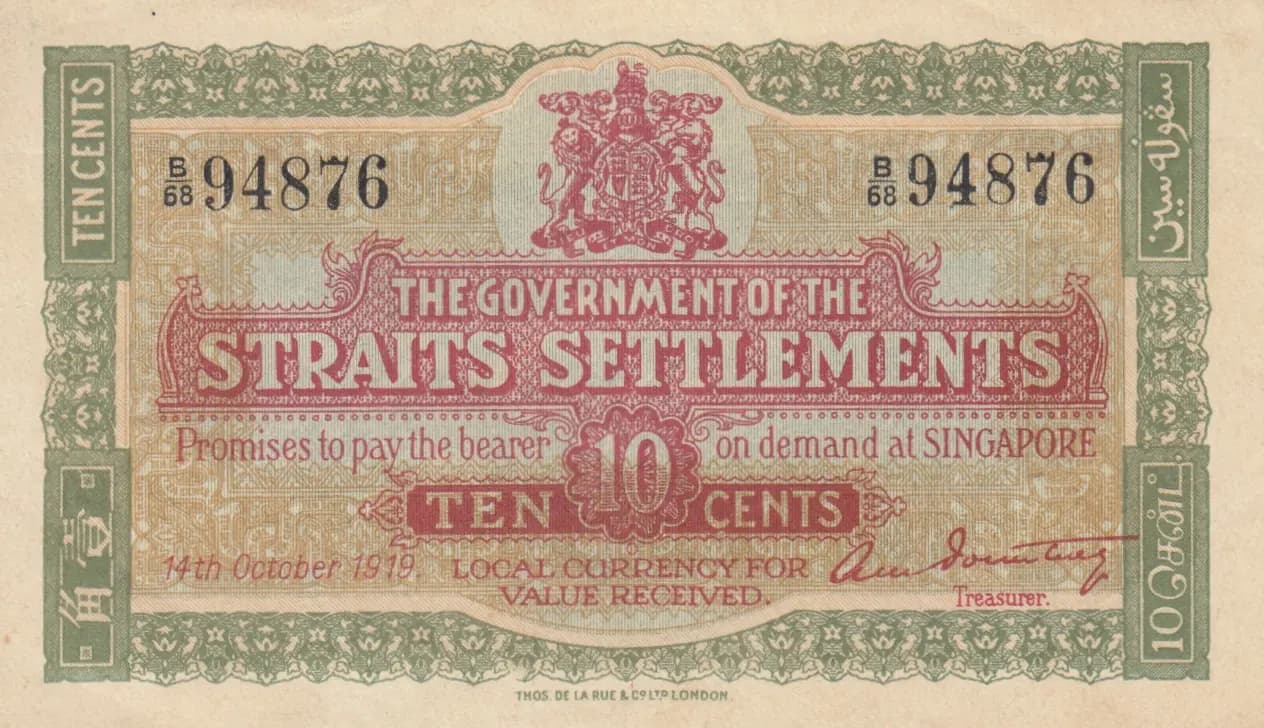 TEN CENTS
سڤوله سين
B/68 94876
B/68 94876
THE GOVERNMENT OF THE
STRAITS SETTLEMENTS
Promises to pay the bearer 10 on demand at SINGAPORE
TEN CENTS
14th October 1919. LOCAL CURRENCY FOR
VALUE RECEIVED.
Treasurer.
壹角
10 செண்டு
THOS. DE LA RUE & CO LTD LONDON.